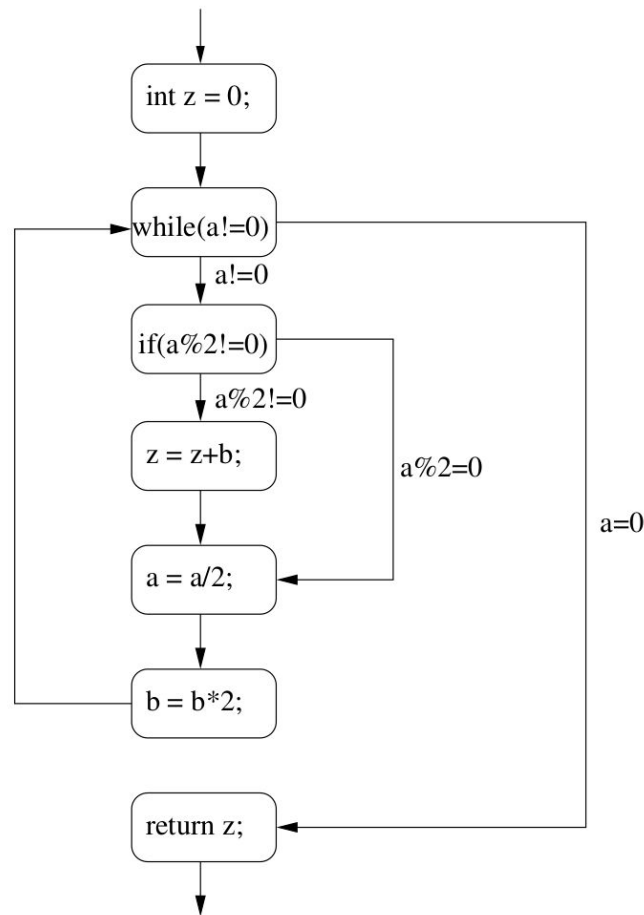 int z = 0;
while(a!=0)
a!=0
if(a%2!=0)
a%2!=0
z = z+b;
a%2=0
a=0
a = a/2;
b = b*2;
return z;